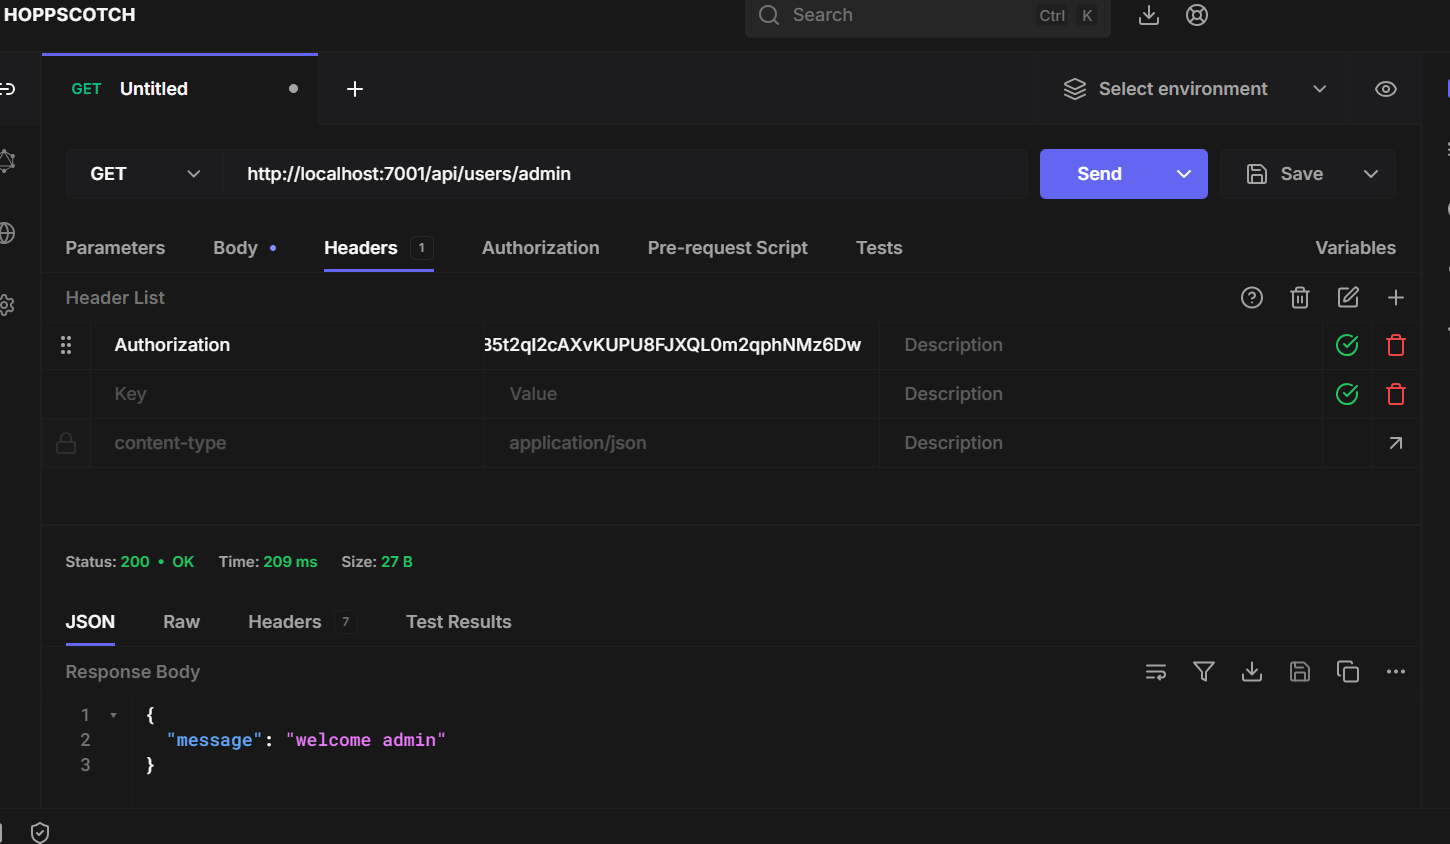 HOPPSCOTCH
Search
Ctrl K
GET Untitled
Select environment
GET http://localhost:7001/api/users/admin
Send
Save
Parameters Body Headers 1 Authorization Pre-request Script Tests Variables
Header List
Authorization 35t2ql2cAXvKUPU8FJXQL0m2qphNMz6Dw Description
Key Value Description
content-type application/json Description
Status: 200 • OK Time: 209 ms Size: 27 B
JSON Raw Headers 7 Test Results
Response Body
1 {
2 "message": "welcome admin"
3 }